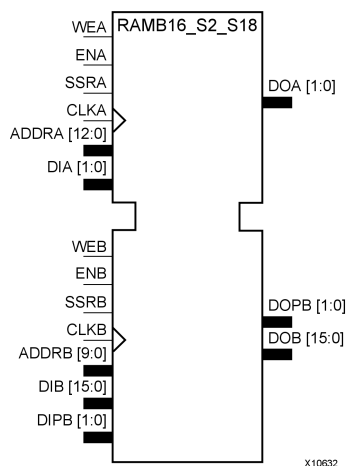 RAMB16_S2_S18
WEA
ENA
SSRA
CLKA
ADDRA [12:0]
DIA [1:0]
DOA [1:0]
WEB
ENB
SSRB
CLKB
ADDRB [9:0]
DIB [15:0]
DIPB [1:0]
DOPB [1:0]
DOB [15:0]
X10632